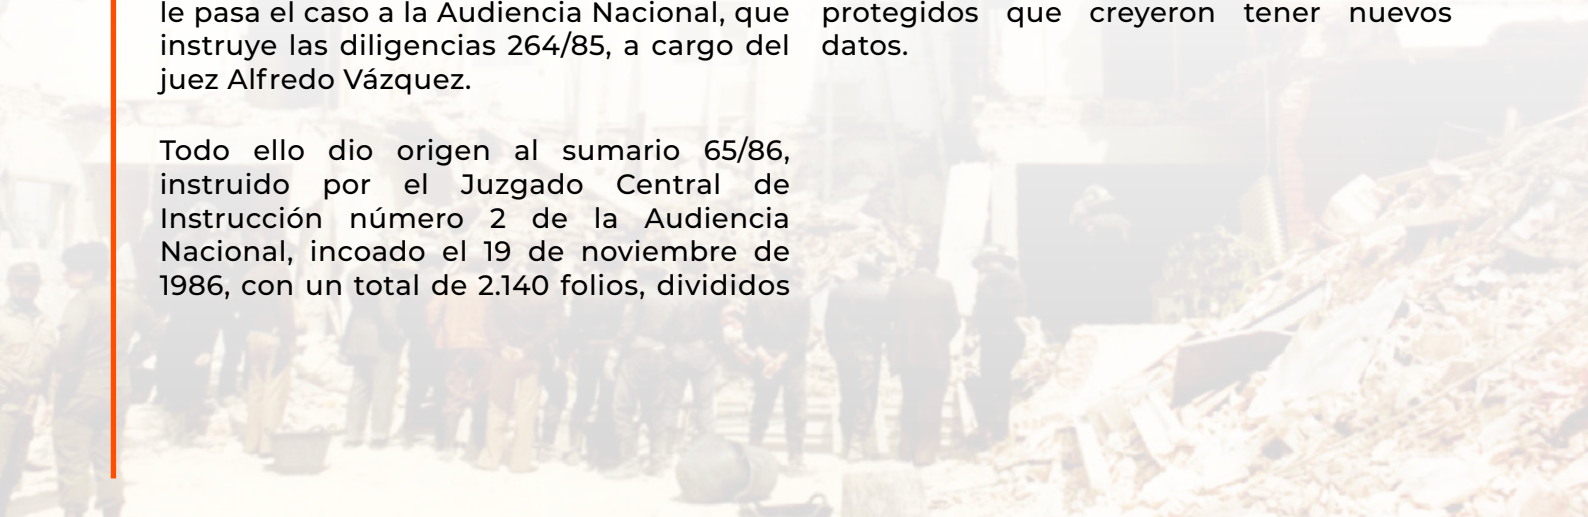 le pasa el caso a la Audiencia Nacional, que
instruye las diligencias 264/85, a cargo del
juez Alfredo Vázquez.
Todo ello dio origen al sumario 65/86,
instruido por el Juzgado Central de
Instrucción número 2 de la Audiencia
Nacional, incoado el 19 de noviembre de
1986, con un total de 2.140 folios, divididos
protegidos que creyeron tener nuevos
datos.